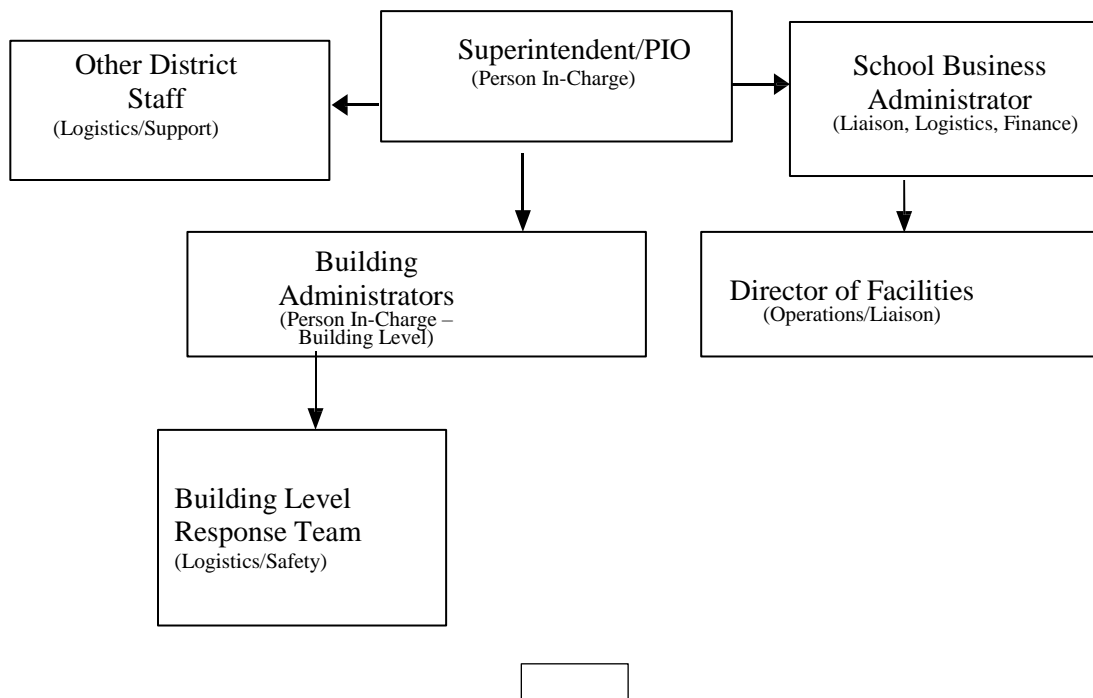 Superintendent/PIO
(Person In-Charge)
Other District
Staff
(Logistics/Support)
School Business
Administrator
(Liaison, Logistics, Finance)
Building
Administrators
(Person In-Charge –
Building Level)
Director of Facilities
(Operations/Liaison)
Building Level
Response Team
(Logistics/Safety)